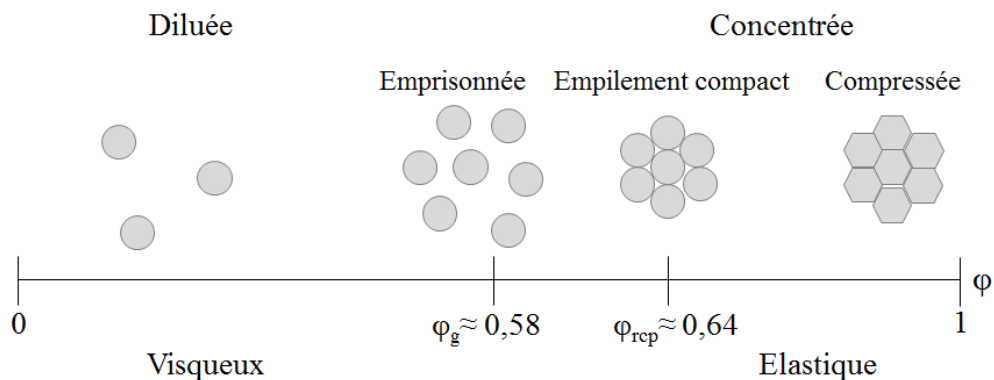 Diluée Concentrée
Emprisonnée Empilement compact Compressée
φ
0 φg≈ 0,58 φrcp≈ 0,64 1
Visqueux Elastique